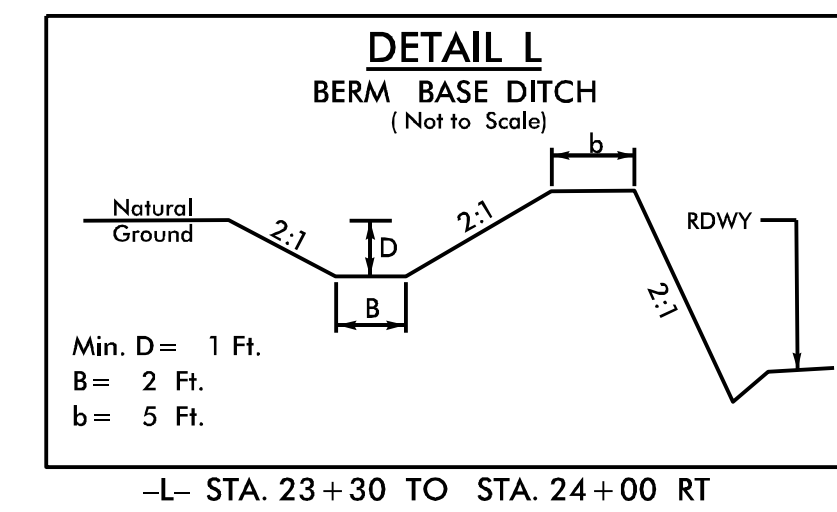 DETAIL L
BERM BASE DITCH
( Not to Scale)
b
Natural
Ground
2:1
D
2:1
RDWY
2:1
B
Min. D = 1 Ft.
B = 2 Ft.
b = 5 Ft.
-L- STA. 23+30 TO STA. 24+00 RT